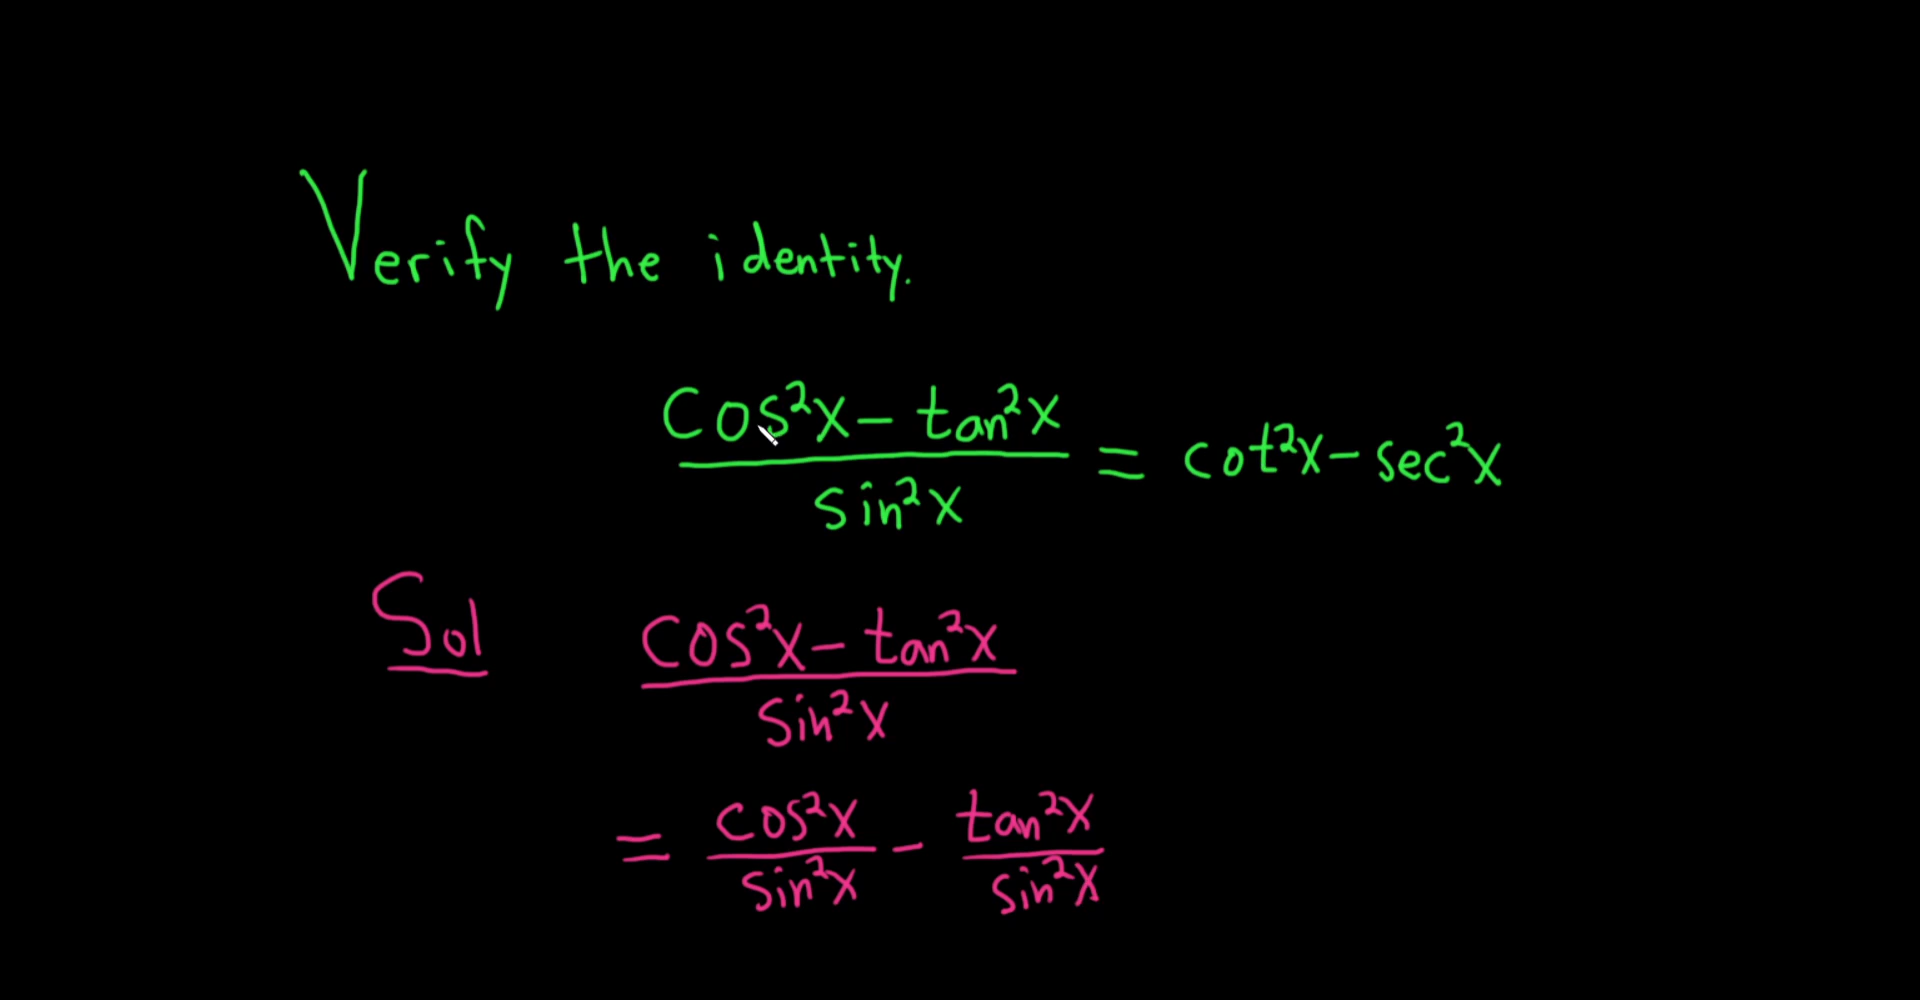 Verify the identity.
(cos²x - tan²x)/(sin²x) = cot²x - sec²x
Sol (cos²x - tan²x)/(sin²x)
= (cos²x)/(sin²x) - (tan²x)/(sin²x)